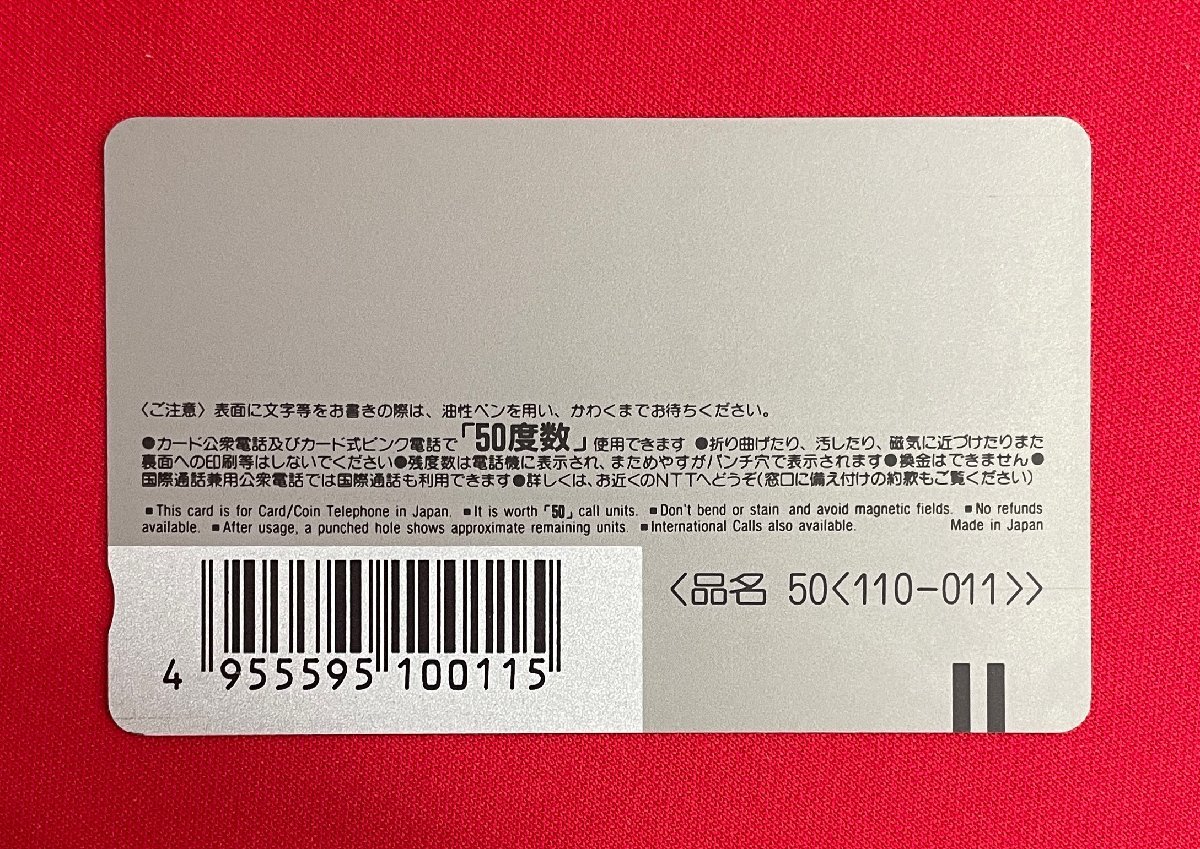 〈ご注意〉表面に文字等をお書きの際は、油性ペンを用い、かわくまでお待ちください。
●カード公衆電話及びカード式ピンク電話で「50度数」使用できます ●折り曲げたり、汚したり、磁気に近づけたりまた
裏面への印刷等はしないでください●残度数は電話機に表示され、まためやすがパンチ穴で表示されます●換金はできません●
国際通話兼用公衆電話では国際通話も利用できます●詳しくは、お近くのNTTへどうぞ(窓口に備え付けの約款もご覧ください)
■This card is for Card/Coin Telephone in Japan. ■It is worth「50」call units. ■Don't bend or stain and avoid magnetic fields. ■No refunds
available. ■After usage, a punched hole shows approximate remaining units. ■International Calls also available. Made in Japan
〈品名 50〈110-011〉〉
4 955595 100115